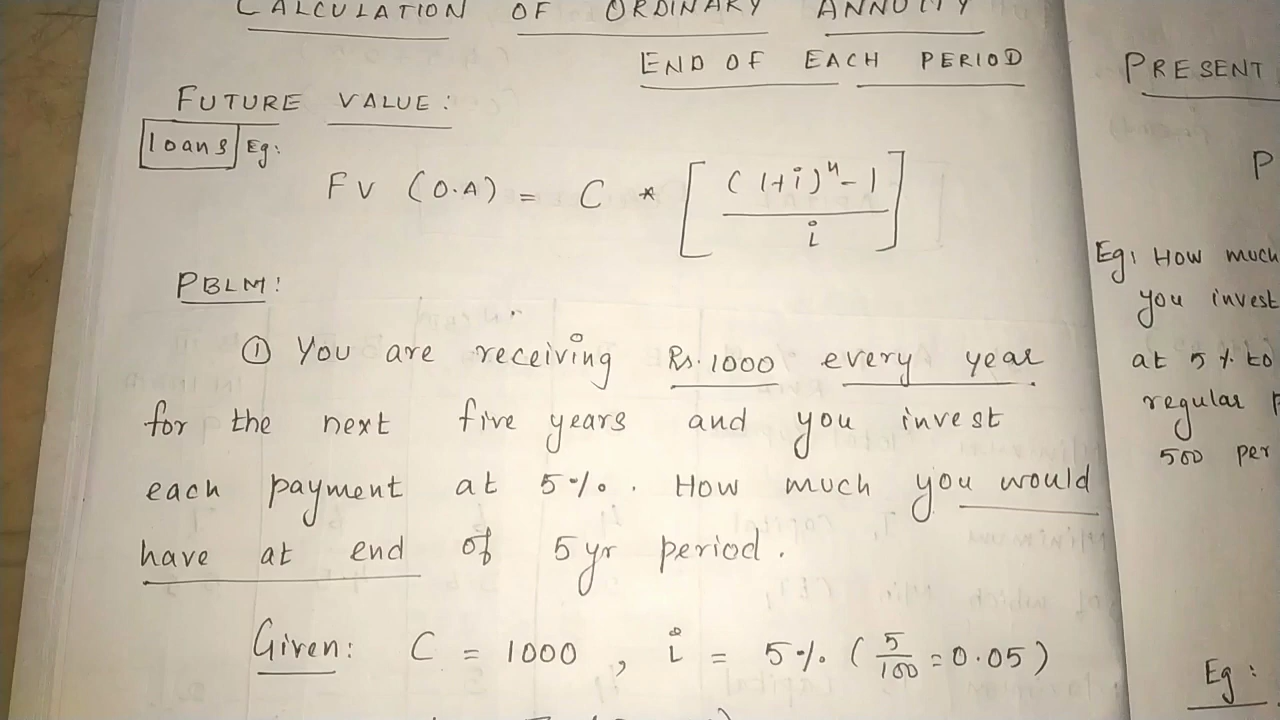 CALCULATION OF ORDINARY ANNUITY
END OF EACH PERIOD
FUTURE VALUE:
loans Eg:
FV (O.A) = C * [ (1+i)ⁿ - 1 / i ]
PBLM:
① You are receiving Rs. 1000 every year
for the next five years and you invest
each payment at 5%. How much you would
have at end of 5 yr period.
Given: C = 1000, i = 5% (5/100 = 0.05)
PRESENT
P
Eg: How much
you invest
at 5% to
regular P
500 per
Eg: